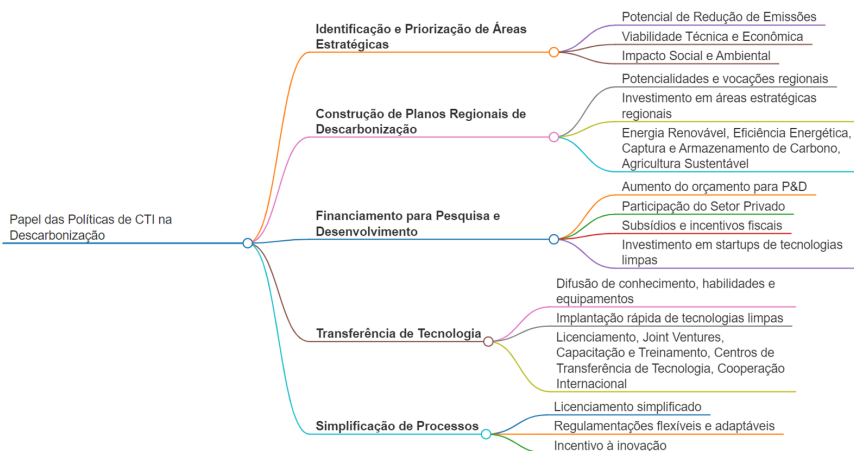 Papel das Políticas de CTI na
Descarbonização
Identificação e Priorização de Áreas
Estratégicas
Potencial de Redução de Emissões
Viabilidade Técnica e Econômica
Impacto Social e Ambiental
Construção de Planos Regionais de
Descarbonização
Potencialidades e vocações regionais
Investimento em áreas estratégicas
regionais
Energia Renovável, Eficiência Energética,
Captura e Armazenamento de Carbono,
Agricultura Sustentável
Financiamento para Pesquisa e
Desenvolvimento
Aumento do orçamento para P&D
Participação do Setor Privado
Subsídios e incentivos fiscais
Investimento em startups de tecnologias
limpas
Transferência de Tecnologia
Difusão de conhecimento, habilidades e
equipamentos
Implantação rápida de tecnologias limpas
Licenciamento, Joint Ventures,
Capacitação e Treinamento, Centros de
Transferência de Tecnologia, Cooperação
Internacional
Simplificação de Processos
Licenciamento simplificado
Regulamentações flexíveis e adaptáveis
Incentivo à inovação